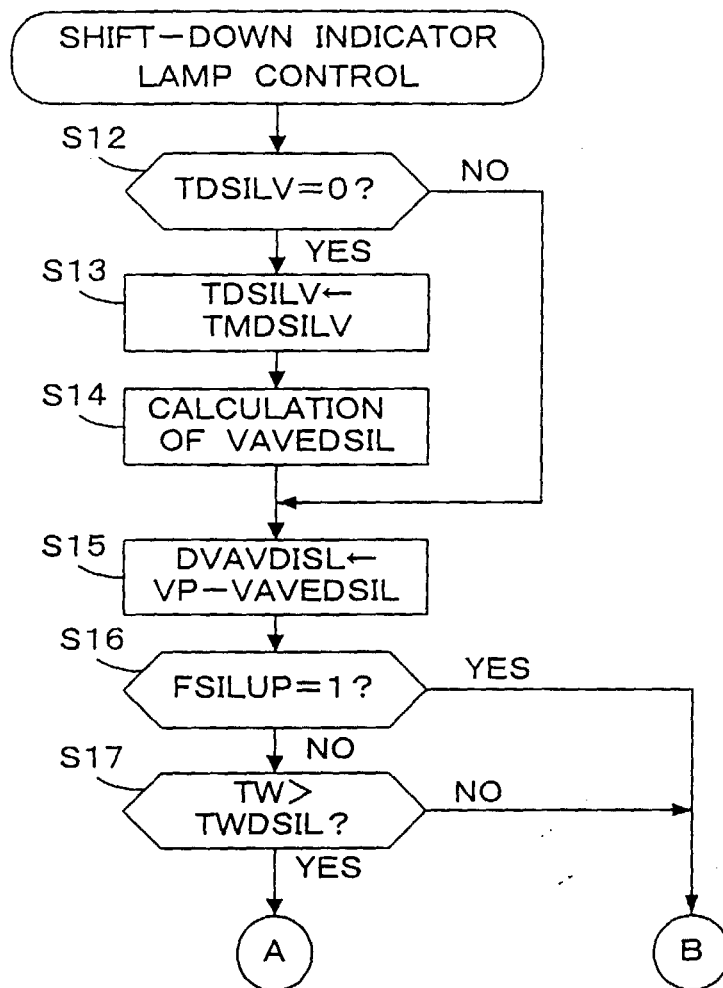 SHIFT-DOWN INDICATOR
LAMP CONTROL
S12
TDSILV=0?
NO
YES
S13
TDSILV←
TMDSILV
S14
CALCULATION
OF VAVEDSIL
S15
DVAVDISL←
VP-VAVEDSIL
S16
FSILUP=1?
YES
NO
S17
TW>
TWDSIL?
NO
YES
A
B